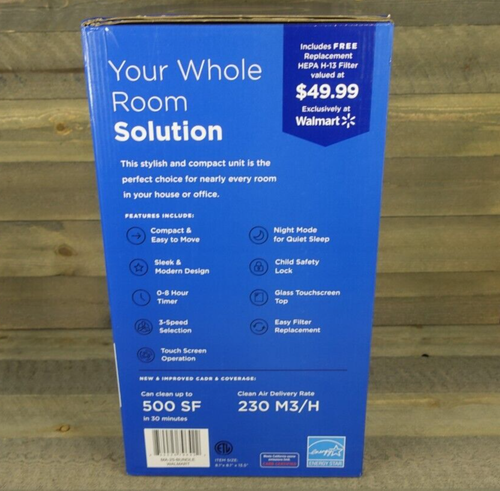 Includes FREE
Replacement
HEPA H-13 Filter
valued at
$49.99
Exclusively at
Walmart
Your Whole
Room
Solution
This stylish and compact unit is the
perfect choice for nearly every room
in your house or office.
FEATURES INCLUDE:
Compact &
Easy to Move
Sleek &
Modern Design
0-8 Hour
Timer
3-Speed
Selection
Touch Screen
Operation
Night Mode
for Quiet Sleep
Child Safety
Lock
Glass Touchscreen
Top
Easy Filter
Replacement
NEW & IMPROVED CADR & COVERAGE:
Can clean up to
500 SF
in 30 minutes
Clean Air Delivery Rate
230 M3/H
ITEM SIZE:
ENERGY STAR